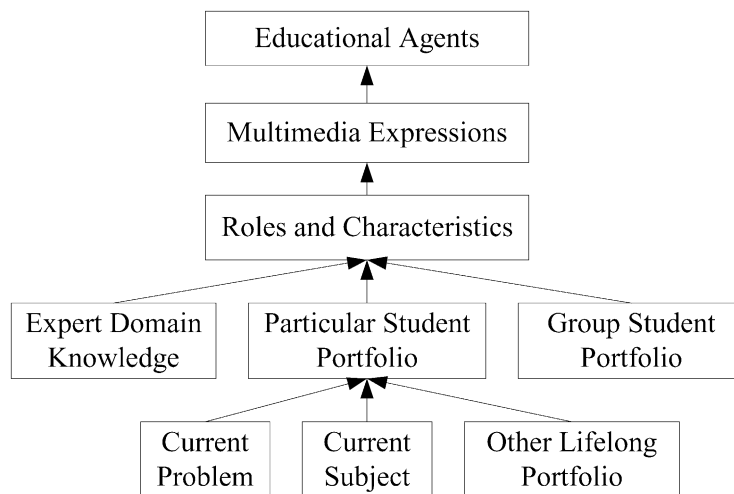 Educational Agents
Multimedia Expressions
Roles and Characteristics
Expert Domain
Knowledge
Particular Student
Portfolio
Group Student
Portfolio
Current
Problem
Current
Subject
Other Lifelong
Portfolio